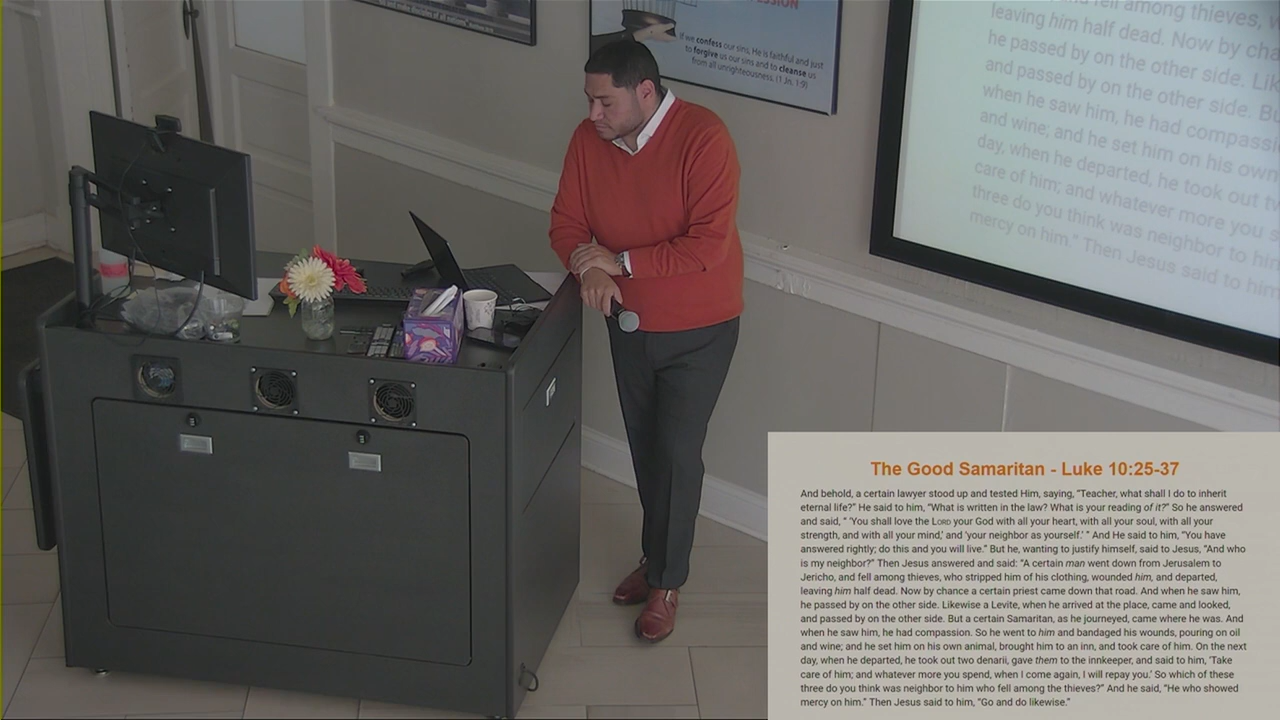 SSION
If we confess our sins, He is faithful and just
to forgive us our sins and to cleanse us
from all unrighteousness. (1 Jn. 1:9)
fell among thieves,
leaving him half dead. Now by cha
he passed by on the other side. Lik
and passed by on the other side. Bu
when he saw him, he had compassi
and wine; and he set him on his own
day, when he departed, he took out tw
care of him; and whatever more you s
three do you think was neighbor to him
mercy on him." Then Jesus said to him
The Good Samaritan - Luke 10:25-37
And behold, a certain lawyer stood up and tested Him, saying, "Teacher, what shall I do to inherit
eternal life?" He said to him, "What is written in the law? What is your reading of it?" So he answered
and said, " 'You shall love the LORD your God with all your heart, with all your soul, with all your
strength, and with all your mind,' and 'your neighbor as yourself.' " And He said to him, "You have
answered rightly; do this and you will live." But he, wanting to justify himself, said to Jesus, "And who
is my neighbor?" Then Jesus answered and said: "A certain man went down from Jerusalem to
Jericho, and fell among thieves, who stripped him of his clothing, wounded him, and departed,
leaving him half dead. Now by chance a certain priest came down that road. And when he saw him,
he passed by on the other side. Likewise a Levite, when he arrived at the place, came and looked,
and passed by on the other side. But a certain Samaritan, as he journeyed, came where he was. And
when he saw him, he had compassion. So he went to him and bandaged his wounds, pouring on oil
and wine; and he set him on his own animal, brought him to an inn, and took care of him. On the next
day, when he departed, he took out two denarii, gave them to the innkeeper, and said to him, 'Take
care of him; and whatever more you spend, when I come again, I will repay you.' So which of these
three do you think was neighbor to him who fell among the thieves?" And he said, "He who showed
mercy on him." Then Jesus said to him, "Go and do likewise."